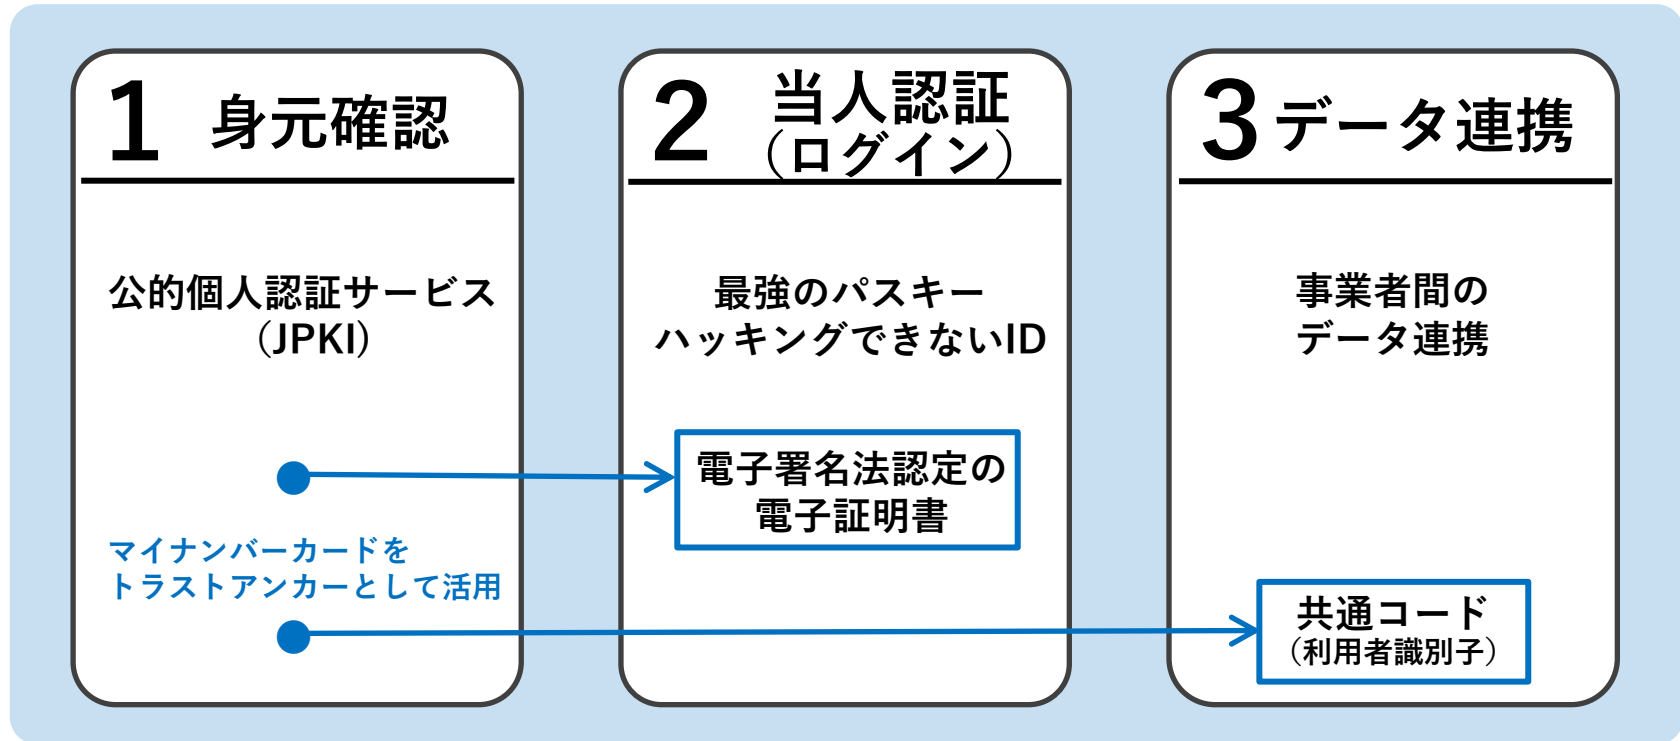 1 身元確認
公的個人認証サービス
(JPKI)
マイナンバーカードを
トラストアンカーとして活用
2 当人認証
（ログイン）
最強のパスキー
ハッキングできないID
電子署名法認定の
電子証明書
3 データ連携
事業者間の
データ連携
共通コード
（利用者識別子）